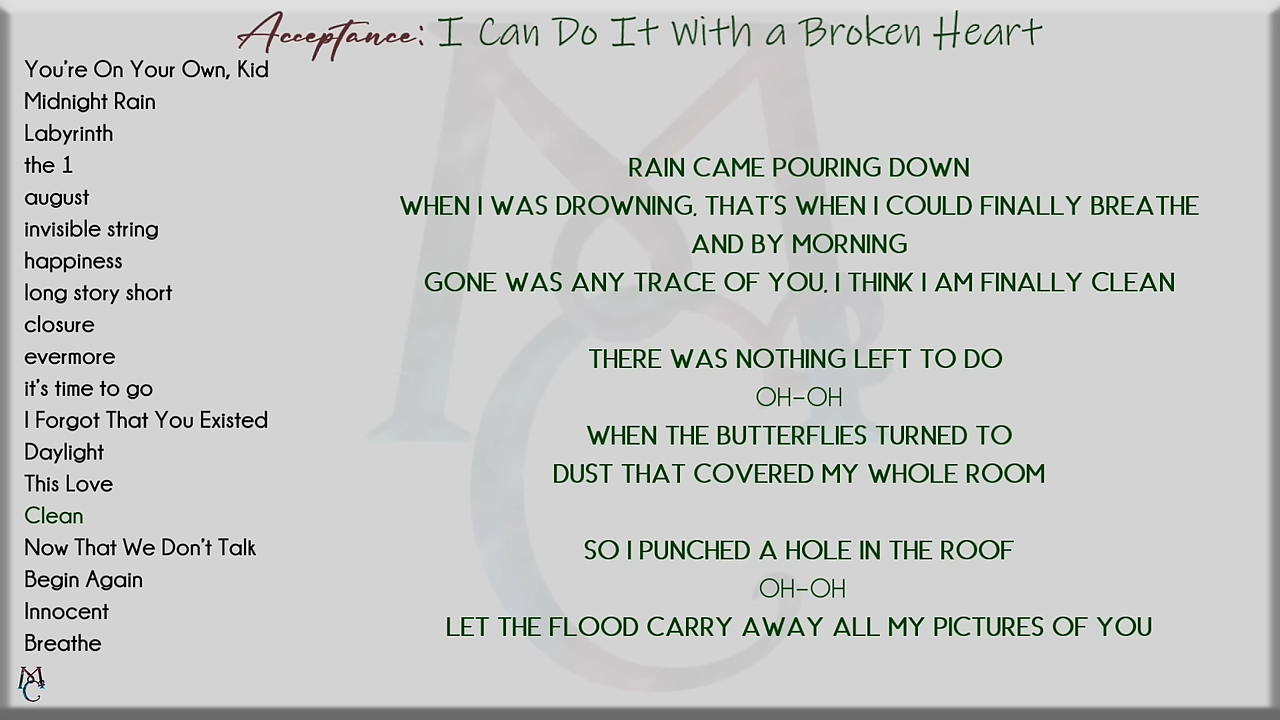 Acceptance: I Can Do It With a Broken Heart
You're On Your Own, Kid
Midnight Rain
Labyrinth
the 1
august
invisible string
happiness
long story short
closure
evermore
it's time to go
I Forgot That You Existed
Daylight
This Love
Clean
Now That We Don't Talk
Begin Again
Innocent
Breathe
RAIN CAME POURING DOWN
WHEN I WAS DROWNING, THAT'S WHEN I COULD FINALLY BREATHE
AND BY MORNING
GONE WAS ANY TRACE OF YOU, I THINK I AM FINALLY CLEAN
THERE WAS NOTHING LEFT TO DO
OH-OH
WHEN THE BUTTERFLIES TURNED TO
DUST THAT COVERED MY WHOLE ROOM
SO I PUNCHED A HOLE IN THE ROOF
OH-OH
LET THE FLOOD CARRY AWAY ALL MY PICTURES OF YOU